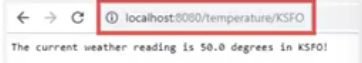 localhost:8080/temperature/KSFO
The current weather reading is 50.0 degrees in KSFO!